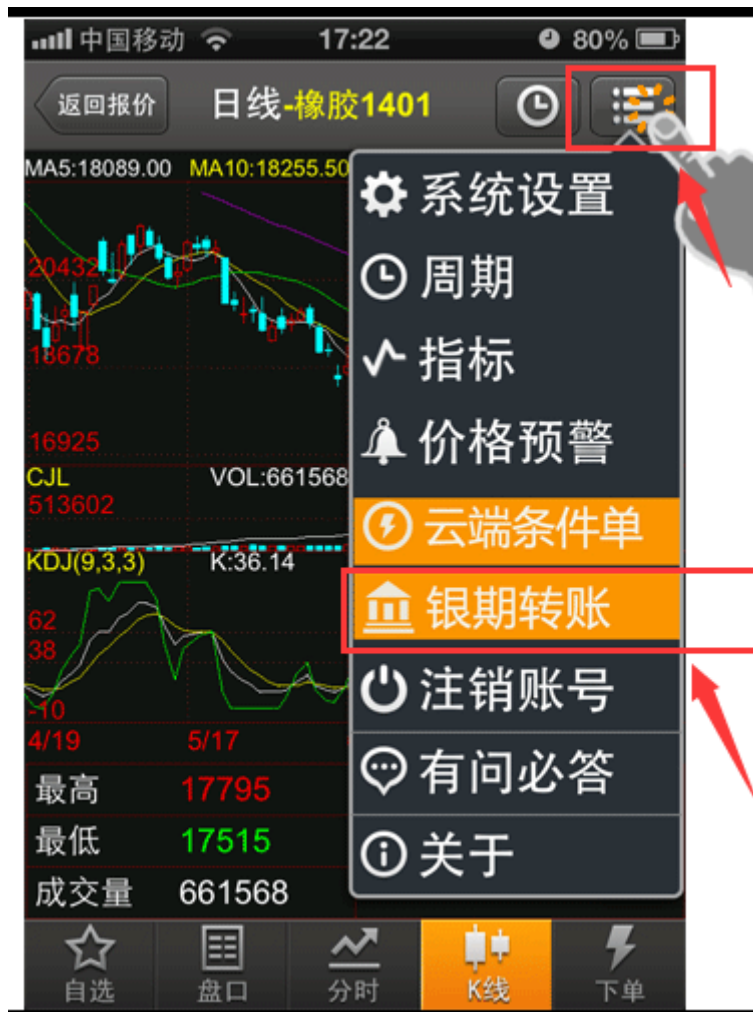 中国移动 17:22 80%
返回报价 日线-橡胶1401
MA5:18089.00 MA10:18255.50
系统设置
20432
周期
18678
指标
16925
价格预警
CJL VOL:661568
513602
云端条件单
KDJ(9,3,3) K:36.14
银期转账
62
38
注销账号
-10
4/19 5/17
有问必答
最高 17795
最低 17515
关于
成交量 661568
自选 盘口 分时 K线 下单